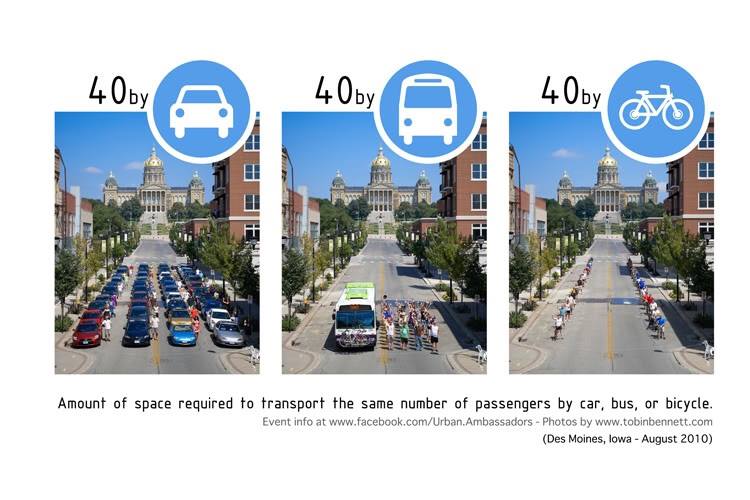 40by
40by
40by
Amount of space required to transport the same number of passengers by car, bus, or bicycle.
Event info at www.facebook.com/Urban.Ambassadors - Photos by www.tobinbennett.com
(Des Moines, Iowa - August 2010)